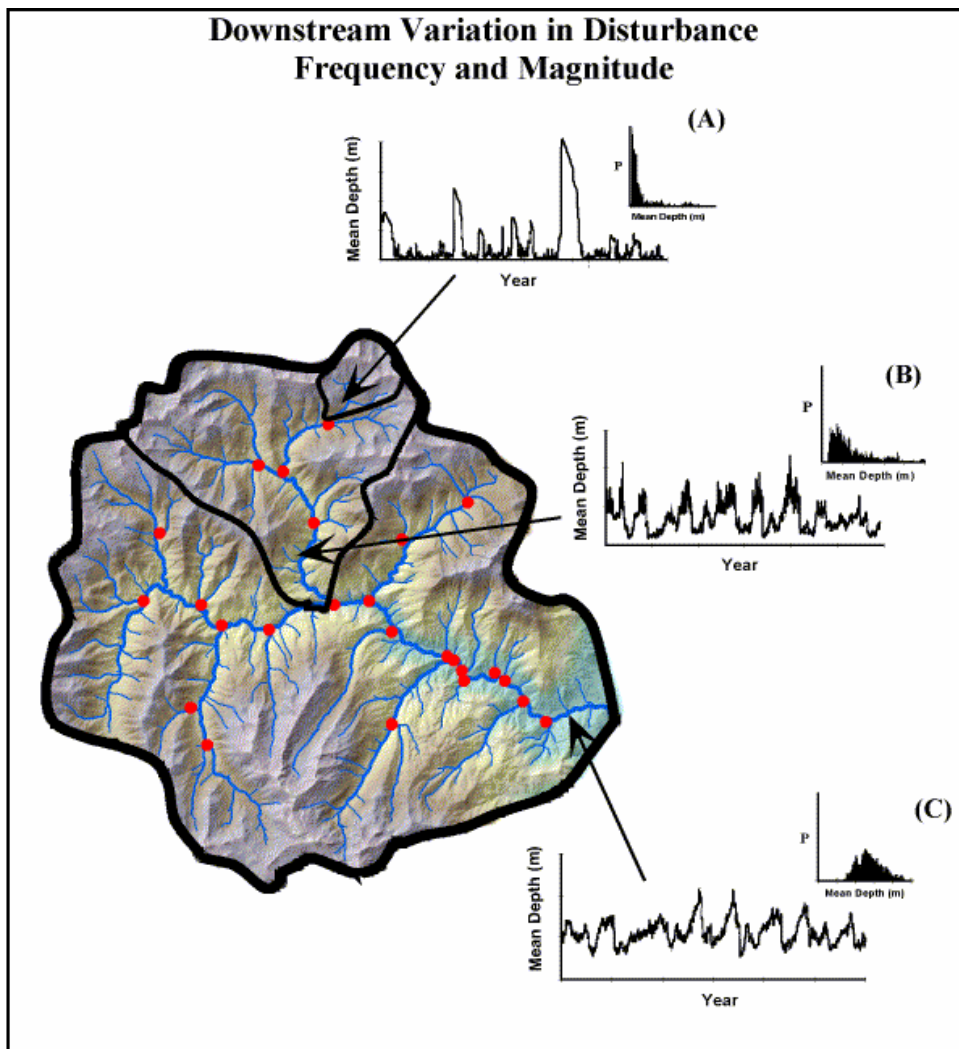 Downstream Variation in Disturbance
Frequency and Magnitude
(A)
Mean Depth (m)
Year
P
Mean Depth (m)
(B)
Mean Depth (m)
Year
P
Mean Depth (m)
(C)
Mean Depth (m)
Year
P
Mean Depth (m)